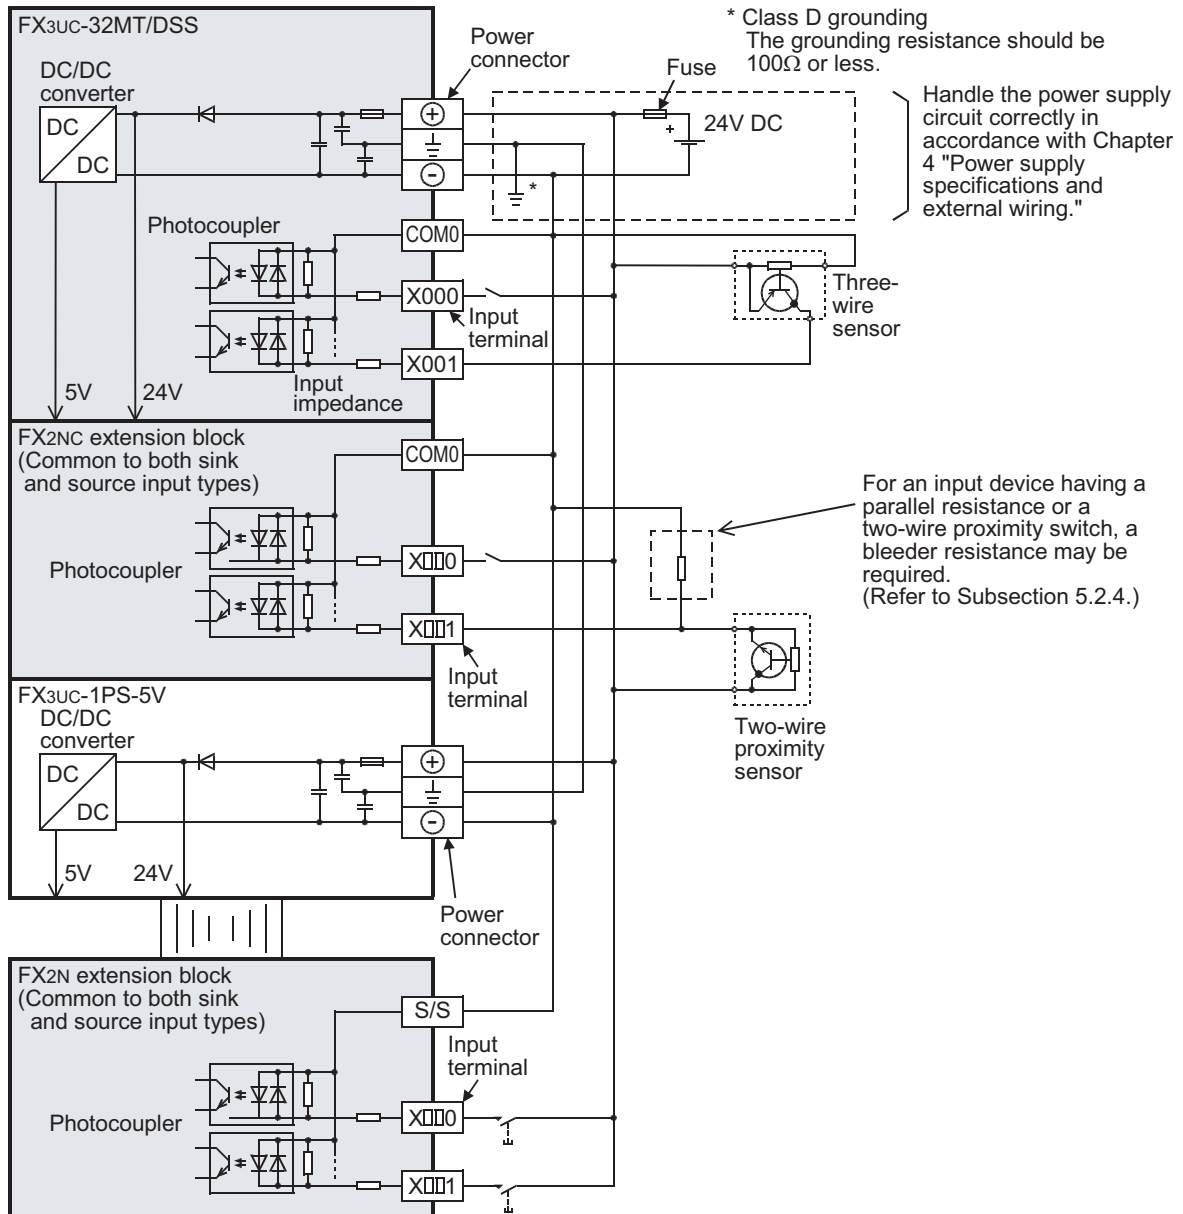 FX3UC-32MT/DSS
DC/DC
converter
DC
DC
Power
connector
* Class D grounding
The grounding resistance should be
100Ω or less.
Fuse
+
24V DC
*
Handle the power supply
circuit correctly in
accordance with Chapter
4 "Power supply
specifications and
external wiring."
Photocoupler
COM0
X000
Input
terminal
X001
Input
impedance
5V
24V
Three-
wire
sensor
FX2NC extension block
(Common to both sink
and source input types)
COM0
Photocoupler
X□□0
X□□1
Input
terminal
For an input device having a
parallel resistance or a
two-wire proximity switch, a
bleeder resistance may be
required.
(Refer to Subsection 5.2.4.)
Two-wire
proximity
sensor
FX3UC-1PS-5V
DC/DC
converter
DC
DC
5V
24V
Power
connector
FX2N extension block
(Common to both sink
and source input types)
S/S
Input
terminal
Photocoupler
X□□0
X□□1